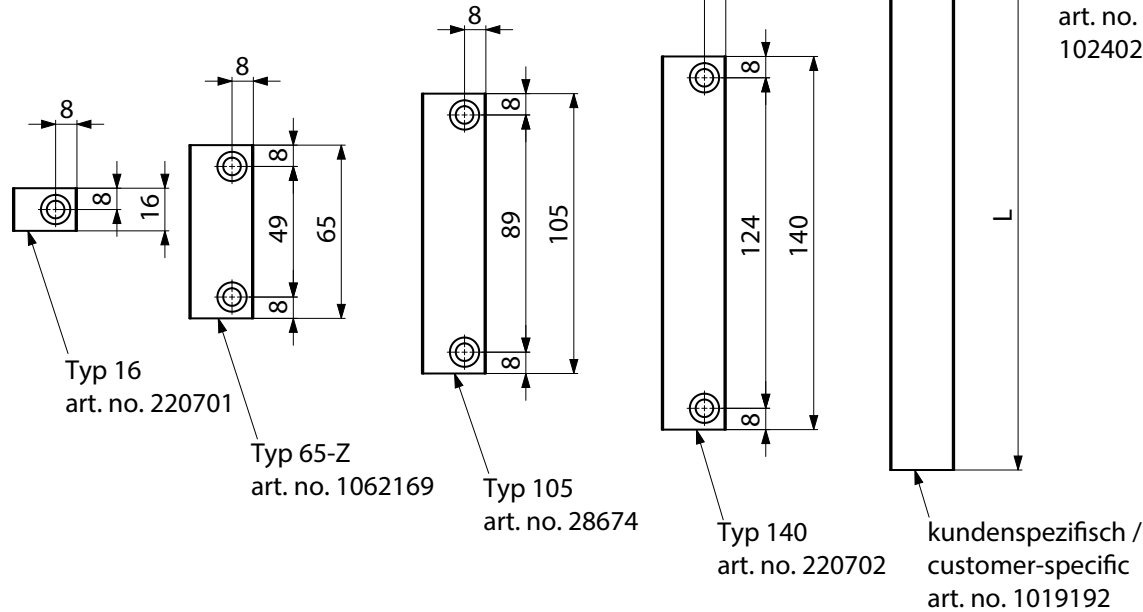 8
8
8
16
Typ 16
art. no. 220701
8
8
49
65
8
Typ 65-Z
art. no. 1062169
8
8
89
105
8
Typ 105
art. no. 28674
8
124
140
8
Typ 140
art. no. 220702
art. no.
102402
L
kundenspezifisch /
customer-specific
art. no. 1019192